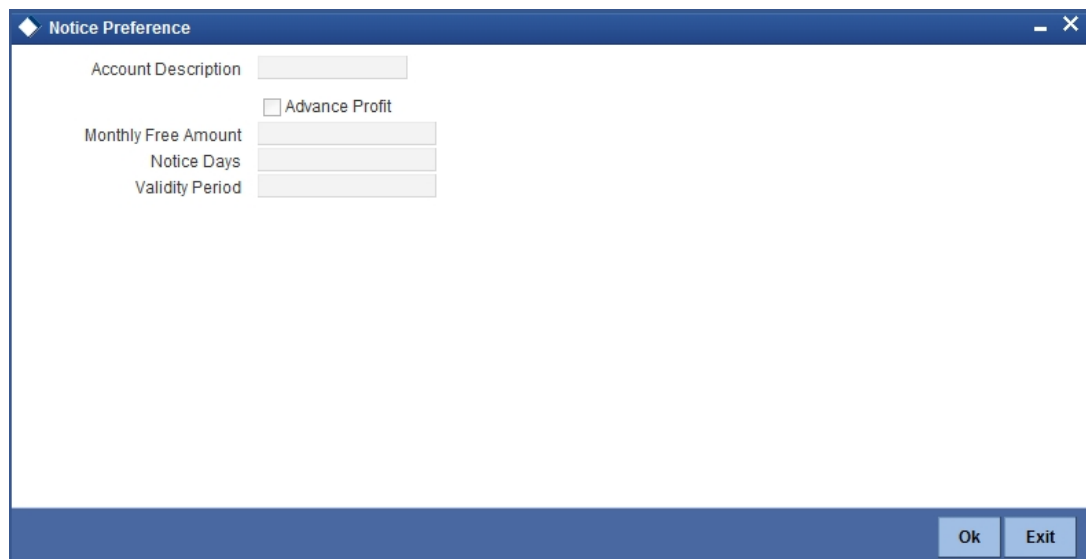 Notice Preference
Account Description
Advance Profit
Monthly Free Amount
Notice Days
Validity Period
Ok Exit